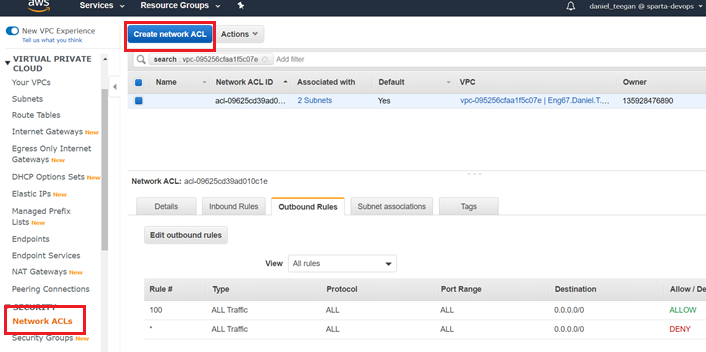 aws
Services
Resource Groups
daniel_teegan @ sparta-devops
New VPC Experience
Tell us what you think
VIRTUAL PRIVATE
CLOUD
Your VPCs
Subnets
Route Tables
Internet Gateways New
Egress Only Internet
Gateways New
DHCP Options Sets New
Elastic IPs New
Managed Prefix
Lists New
Endpoints
Endpoint Services
NAT Gateways New
Peering Connections
SECURITY
Network ACLs
Security Groups New
Create network ACL
Actions
search : vpc-095256cfaa1f5c07e
Add filter
Name Network ACL ID Associated with Default VPC Owner
acl-09625cd39ad0... 2 Subnets Yes vpc-095256cfaa1f5c07e | Eng67.Daniel.T.... 135928476890
Network ACL: acl-09625cd39ad010c1e
Details Inbound Rules Outbound Rules Subnet associations Tags
Edit outbound rules
View All rules
Rule # Type Protocol Port Range Destination Allow / De
100 ALL Traffic ALL ALL 0.0.0.0/0 ALLOW
* ALL Traffic ALL ALL 0.0.0.0/0 DENY